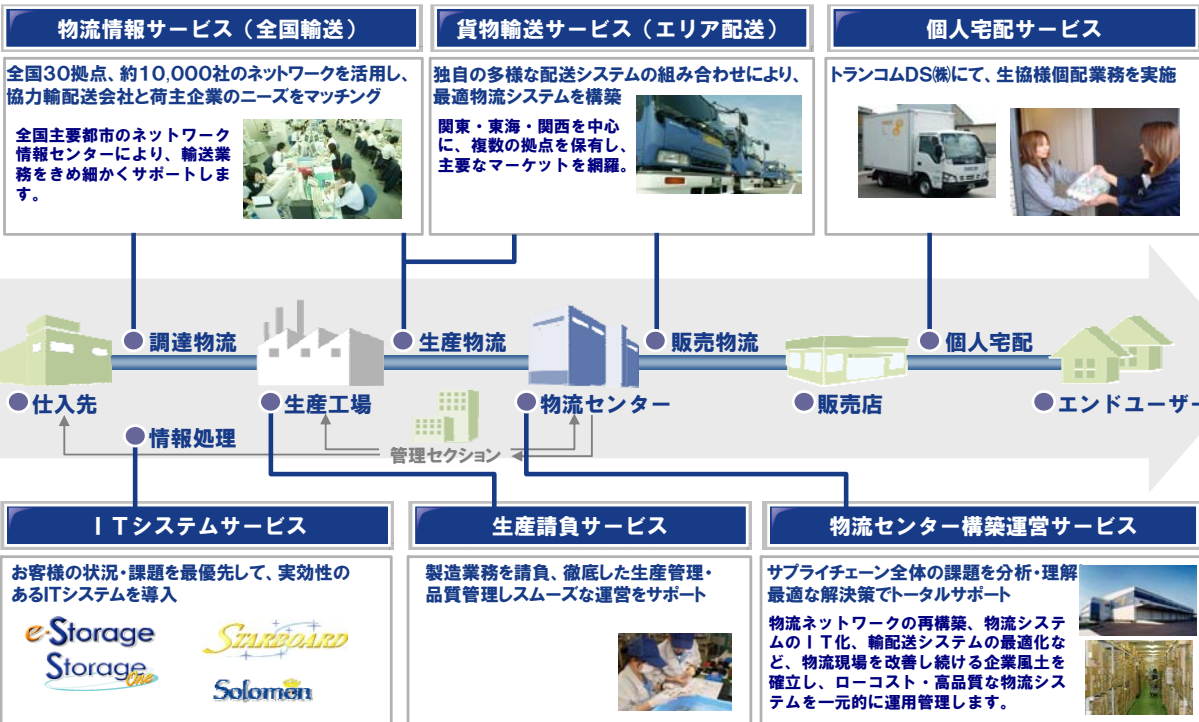 物流情報サービス（全国輸送）
全国30拠点、約10,000社のネットワークを活用し、
協力輸配送会社と荷主企業のニーズをマッチング
全国主要都市のネットワーク
情報センターにより、輸送業
務をきめ細かくサポートしま
す。
貨物輸送サービス（エリア配送）
独自の多様な配送システムの組み合わせにより、
最適物流システムを構築
関東・東海・関西を中心
に、複数の拠点を保有し、
主要なマーケットを網羅。
個人宅配サービス
トランコムDS㈱にて、生協様個配業務を実施
調達物流
生産物流
販売物流
個人宅配
仕入先
生産工場
物流センター
販売店
エンドユーザー
情報処理
管理セクション
ＩＴシステムサービス
お客様の状況・課題を最優先して、実効性の
あるITシステムを導入
e-Storage
STARBOARD
Storage One
Solomon
生産請負サービス
製造業務を請負、徹底した生産管理・
品質管理しスムーズな運営をサポート
物流センター構築運営サービス
サプライチェーン全体の課題を分析・理解
最適な解決策でトータルサポート
物流ネットワークの再構築、物流システ
ムのＩＴ化、輸配送システムの最適化な
ど、物流現場を改善し続ける企業風土を
確立し、ローコスト・高品質な物流シス
テムを一元的に運用管理します。